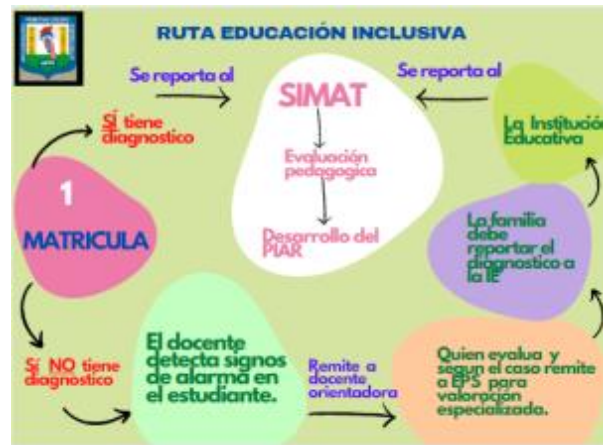 RUTA EDUCACIÓN INCLUSIVA
Se reporta al
Se reporta al
SIMAT
Evaluación
pedagogica
Desarrollo del
PIAR
SÍ tiene
diagnostico
1
MATRICULA
Sí NO tiene
diagnostico
El docente
detecta signos
de alarma en
el estudiante.
Remite a
docente
orientadora
Quien evalua y
segun el caso remite
a EPS para
valoración
especializada.
La familia
debe
reportar el
diagnostico a
la IE
La Institución
Educativa